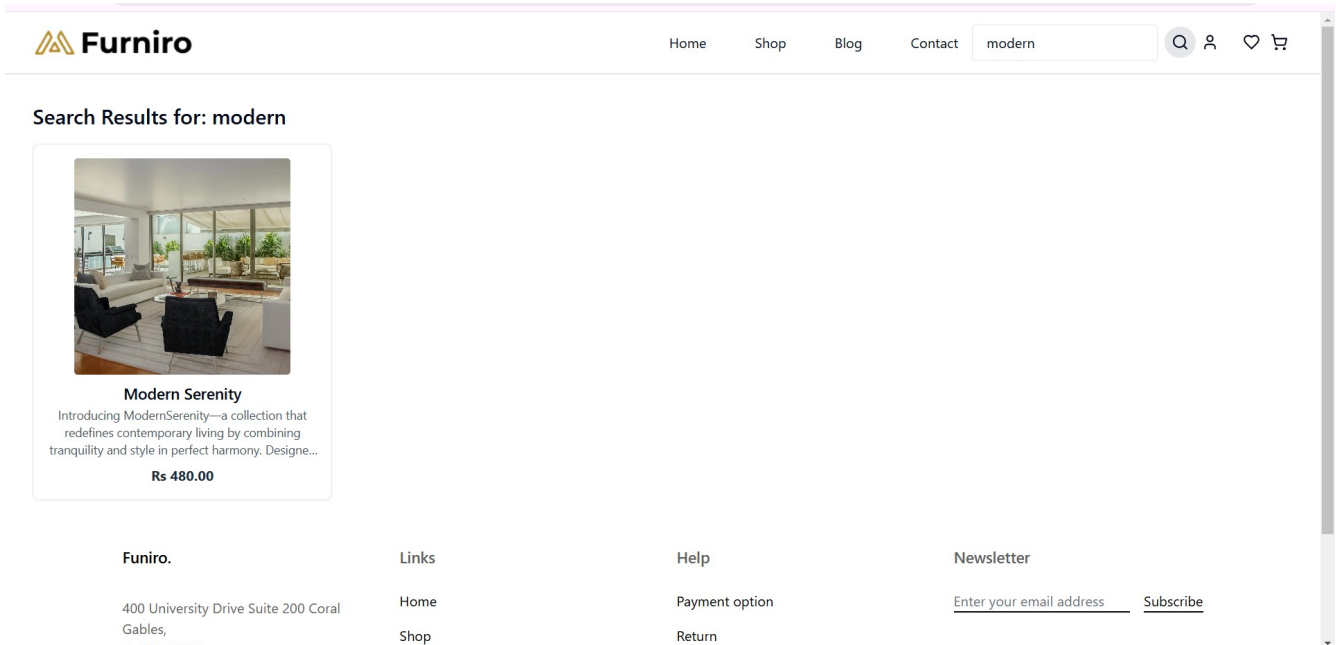 Furniro
Home Shop Blog Contact modern
Search Results for: modern
Modern Serenity
Introducing ModernSerenity—a collection that
redefines contemporary living by combining
tranquility and style in perfect harmony. Designe...
Rs 480.00
Funiro. Links Help Newsletter
400 University Drive Suite 200 Coral
Gables,
Home Payment option Enter your email address Subscribe
Shop Return